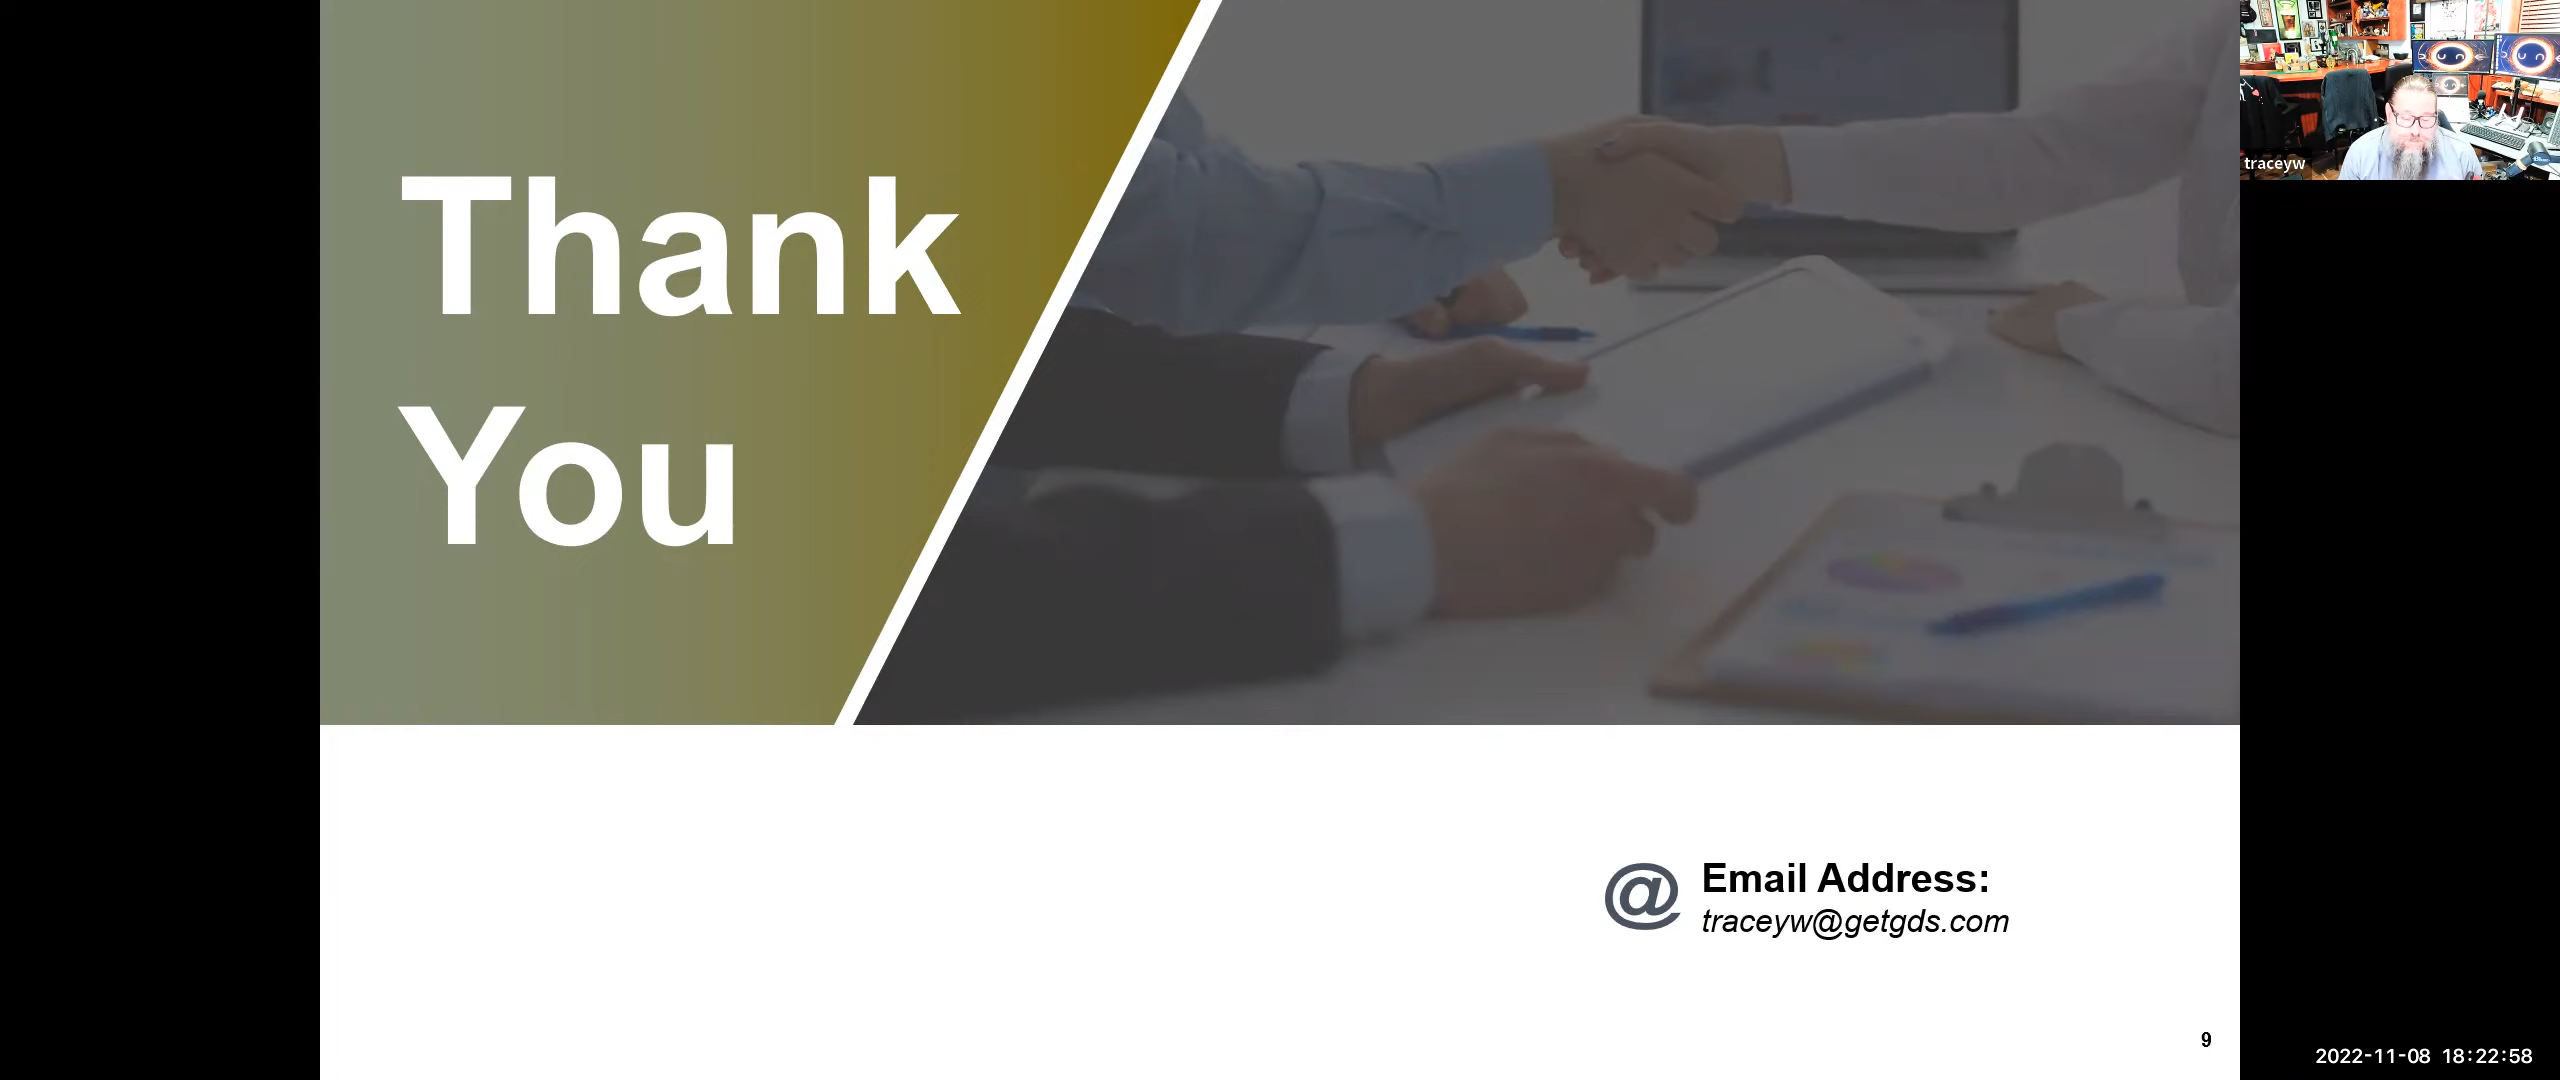 Thank
You
traceyw
@ Email Address:
traceyw@getgds.com
9
2022-11-08 18:22:58